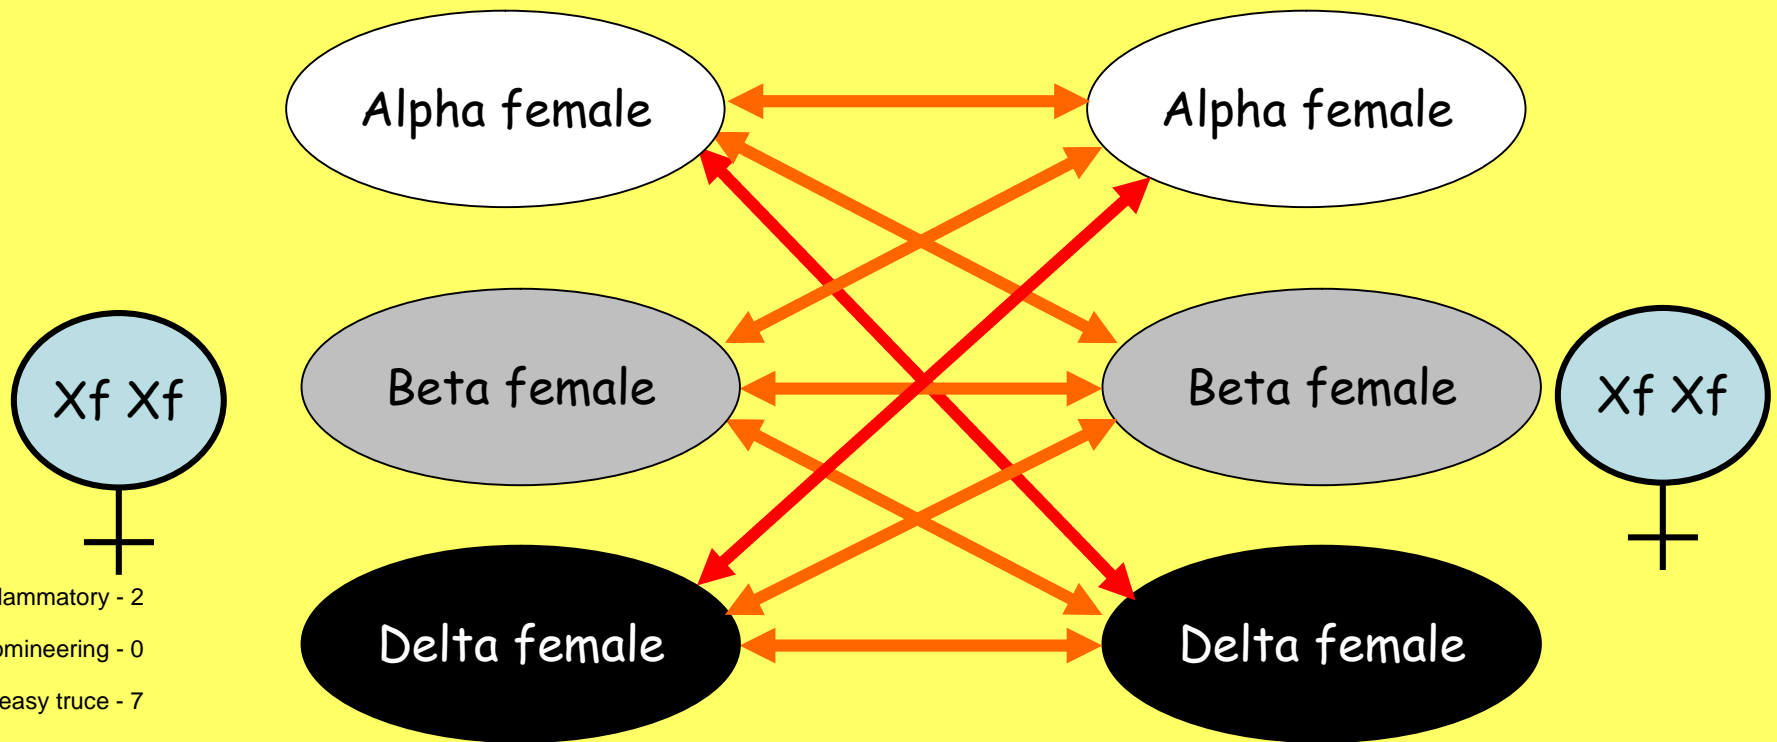 Alpha female
Alpha female
Xf Xf
Beta female
Beta female
Xf Xf
Delta female
Delta female
lammatory - 2
omineering - 0
easy truce - 7